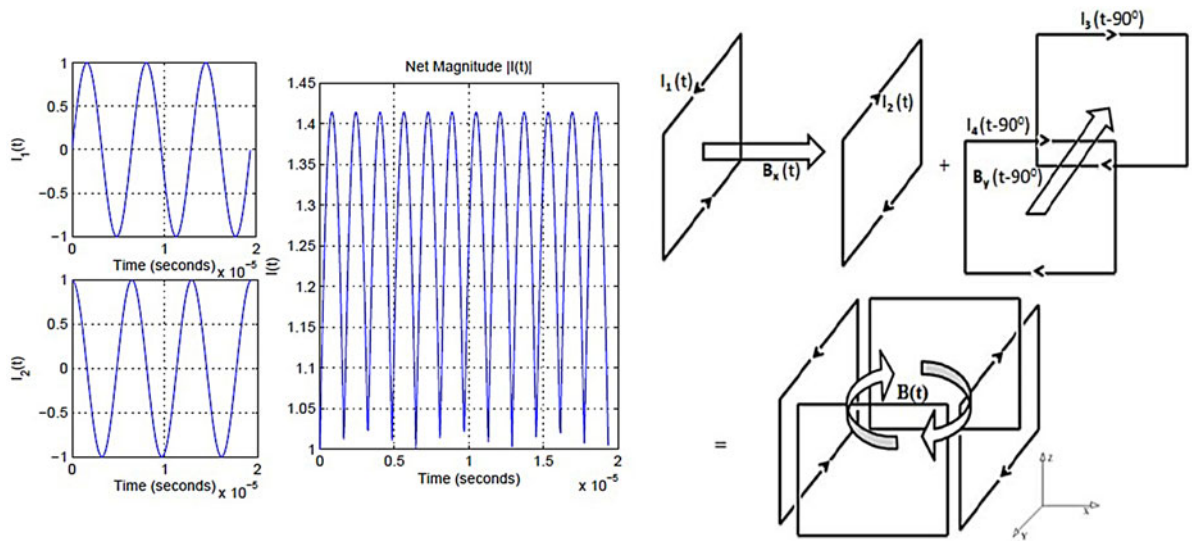 1
0.5
0
−0.5
−1
0
1
2
I1(t)
Time (seconds)
x 10−5
1
0.5
0
−0.5
−1
0
1
2
I2(t)
Time (seconds)
x 10−5
Net Magnitude |I(t)|
1.45
1.4
1.35
1.3
1.25
1.2
1.15
1.1
1.05
1
0
0.5
1
1.5
2
I(t)
Time (seconds)
x 10−5
I1(t)
Bx(t)
I2(t)
+
I3(t-90⁰)
I4(t-90⁰)
By(t-90⁰)
=
B(t)
Z
X
Y